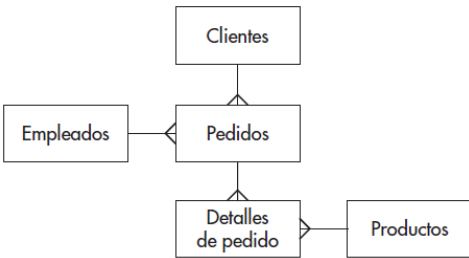 Clientes
Empleados
Pedidos
Detalles
de pedido
Productos